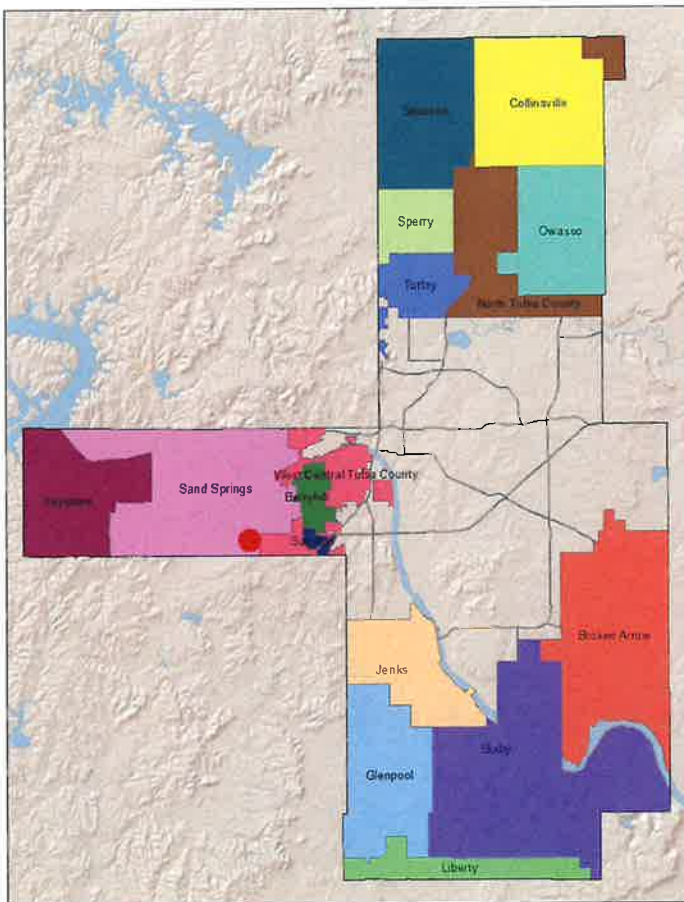 Collinsville
Sperry
Owasso
Turley
North Tulsa County
West Central Tulsa County
Sand Springs
Berryhill
Broken Arrow
Jenks
Bixby
Glenpool
Liberty